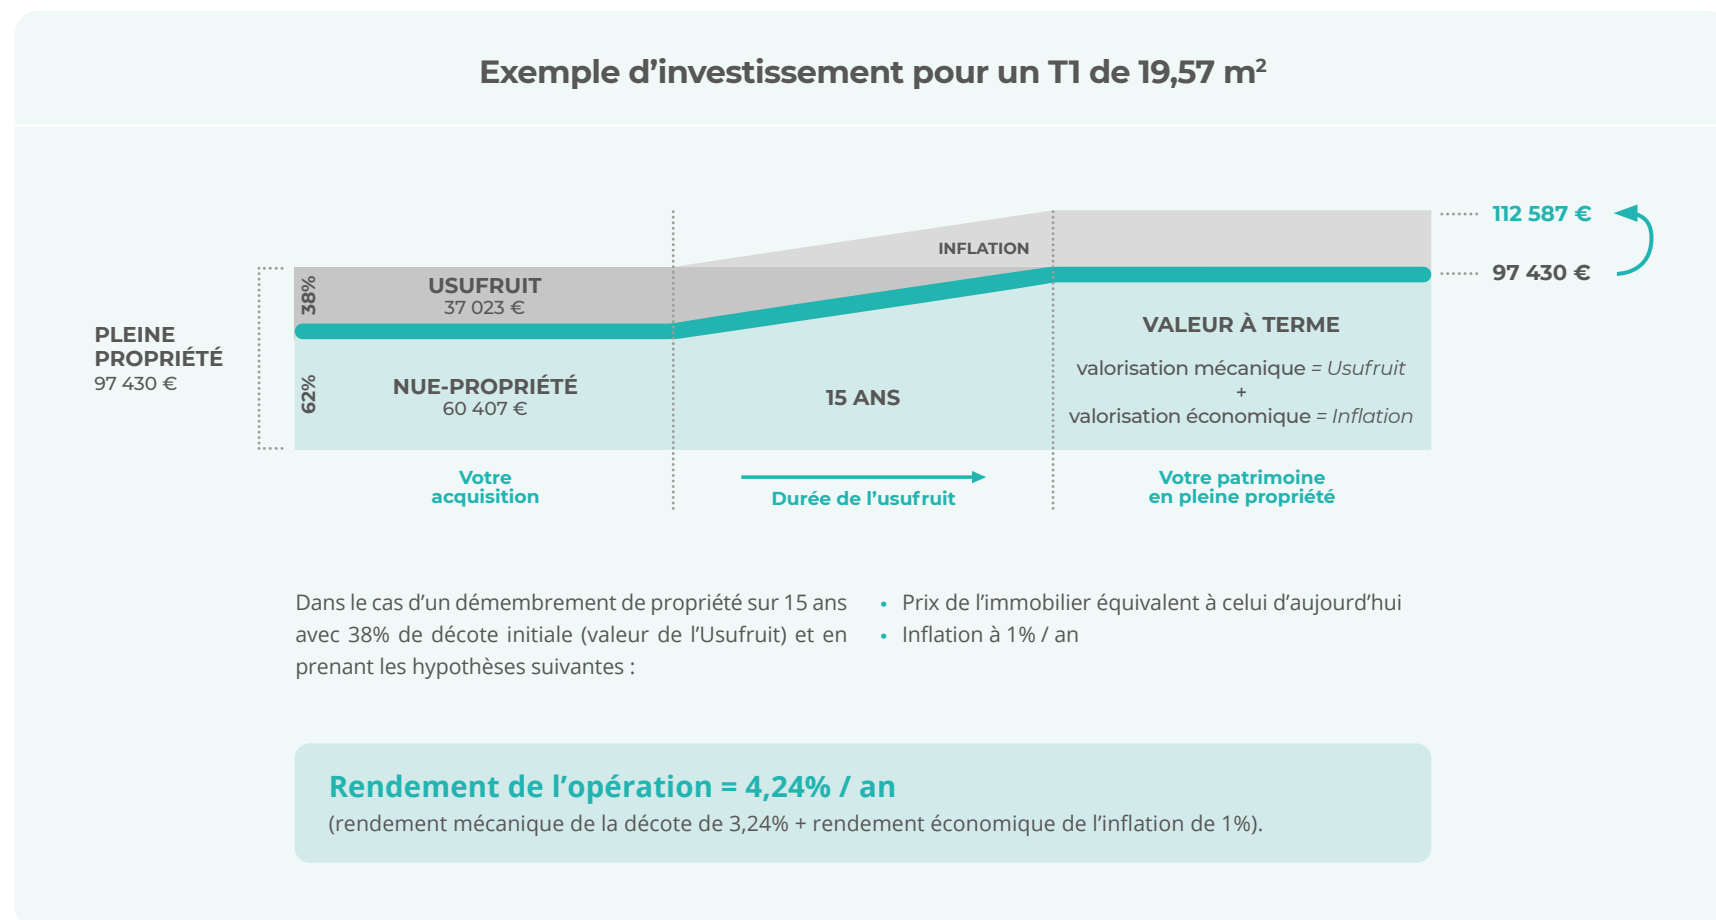 Exemple d’investissement pour un T1 de 19,57 m²
112 587 €
INFLATION
97 430 €
38%
USUFRUIT
37 023 €
PLEINE
PROPRIÉTÉ
97 430 €
62%
NUE-PROPRIÉTÉ
60 407 €
15 ANS
VALEUR À TERME
valorisation mécanique = Usufruit
+
valorisation économique = Inflation
Votre
acquisition
Durée de l’usufruit
Votre patrimoine
en pleine propriété
Dans le cas d’un démembrement de propriété sur 15 ans
avec 38% de décote initiale (valeur de l’Usufruit) et en
prenant les hypothèses suivantes :
• Prix de l’immobilier équivalent à celui d’aujourd’hui
• Inflation à 1% / an
Rendement de l’opération = 4,24% / an
(rendement mécanique de la décote de 3,24% + rendement économique de l’inflation de 1%).